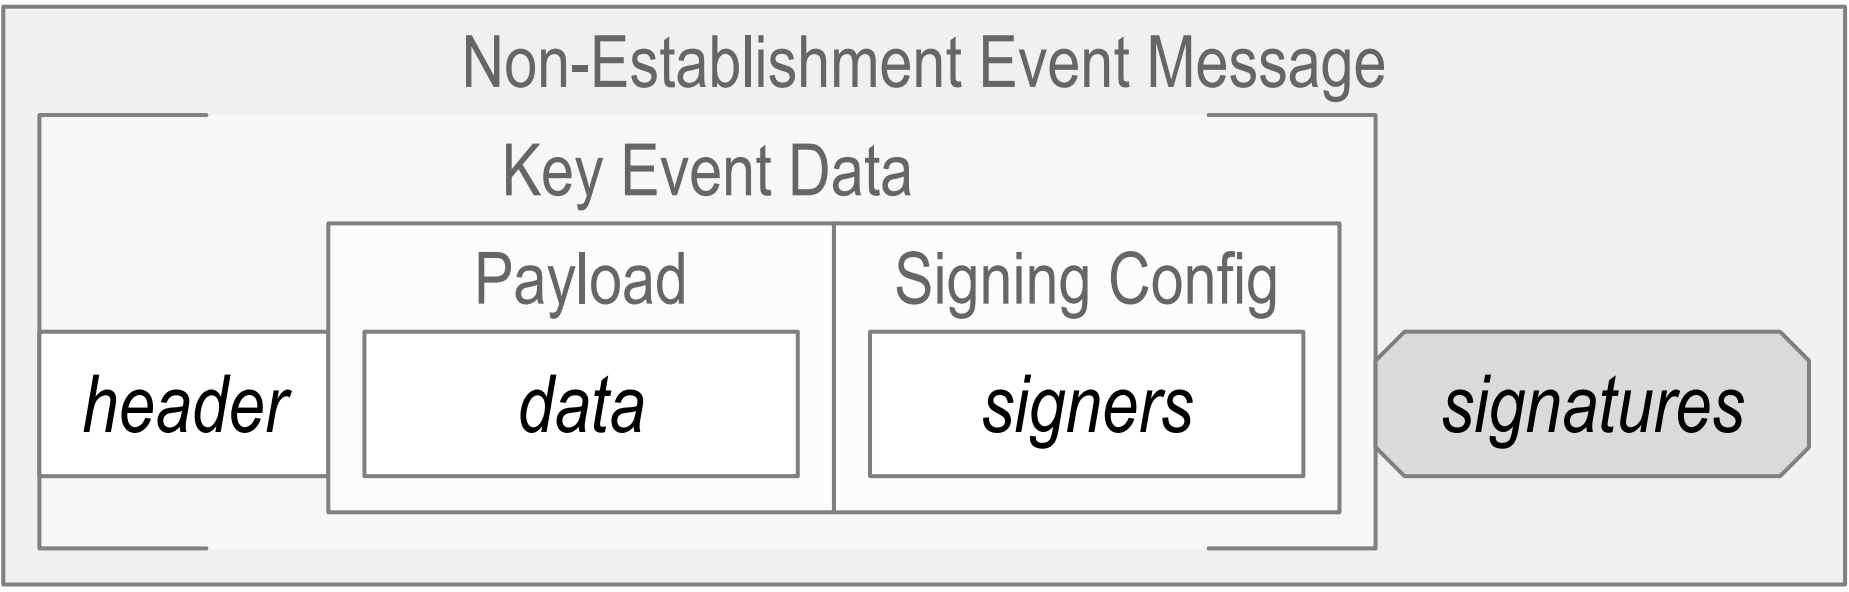 Non-Establishment Event Message
Key Event Data
Payload
Signing Config
header
data
signers
signatures